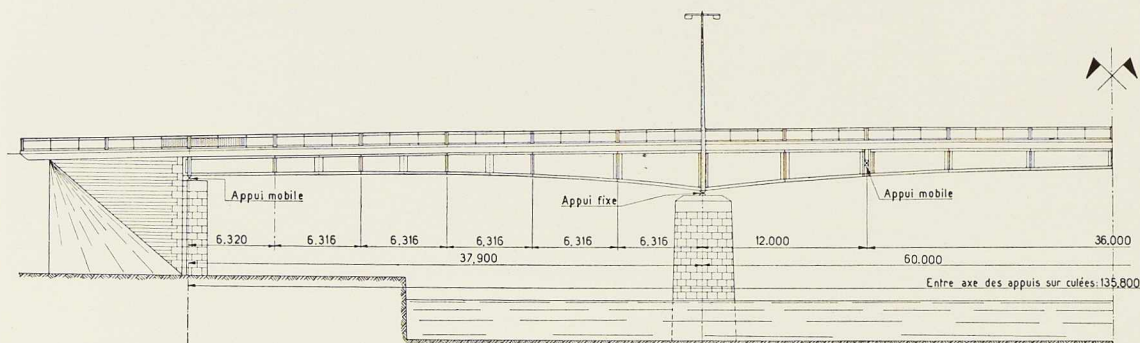 Appui mobile
Appui fixe
Appui mobile
6,320 6,316 6,316 6,316 6,316 6,316 12.000 36.000
37,900 60.000
Entre axe des appuis sur culées: 135,800